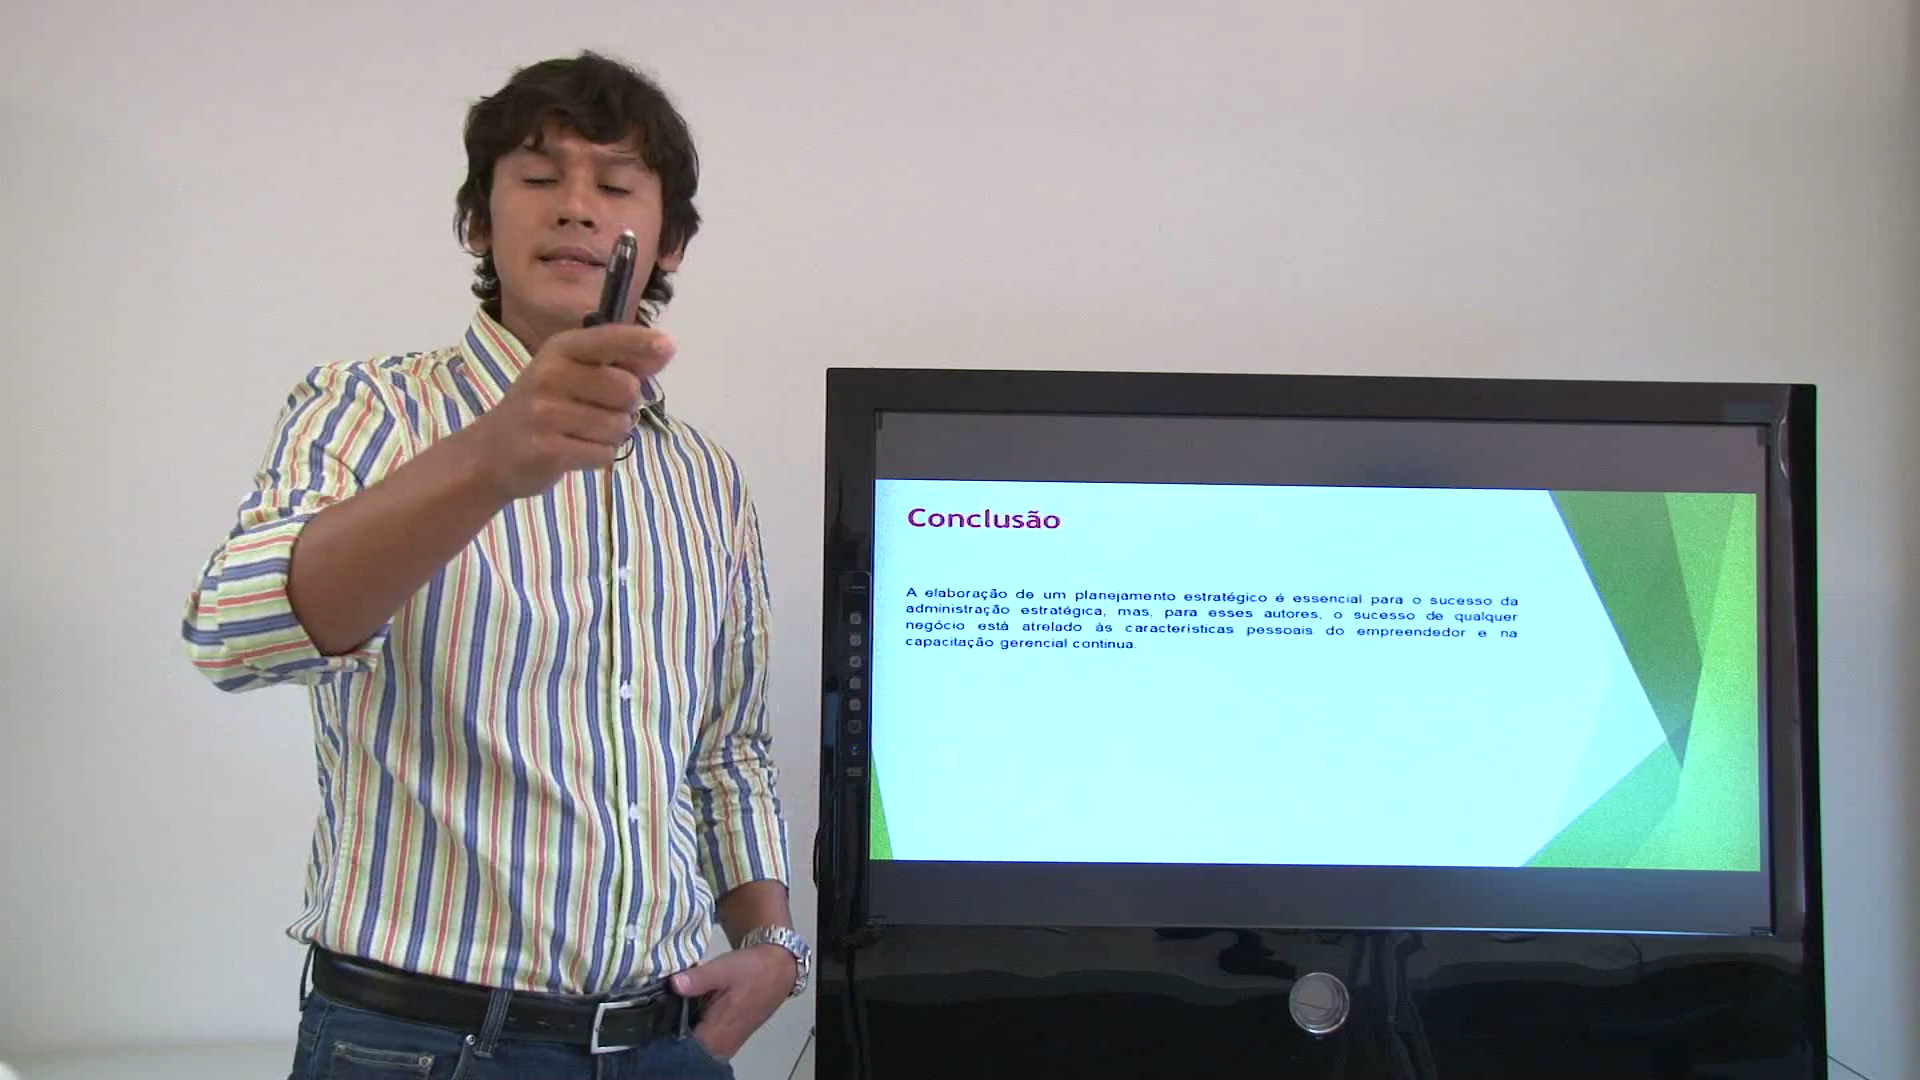 Conclusão
A elaboração de um planejamento estratégico é essencial para o sucesso da
administração estratégica, mas, para esses autores, o sucesso de qualquer
negócio está atrelado às características pessoais do empreendedor e na
capacitação gerencial continua.